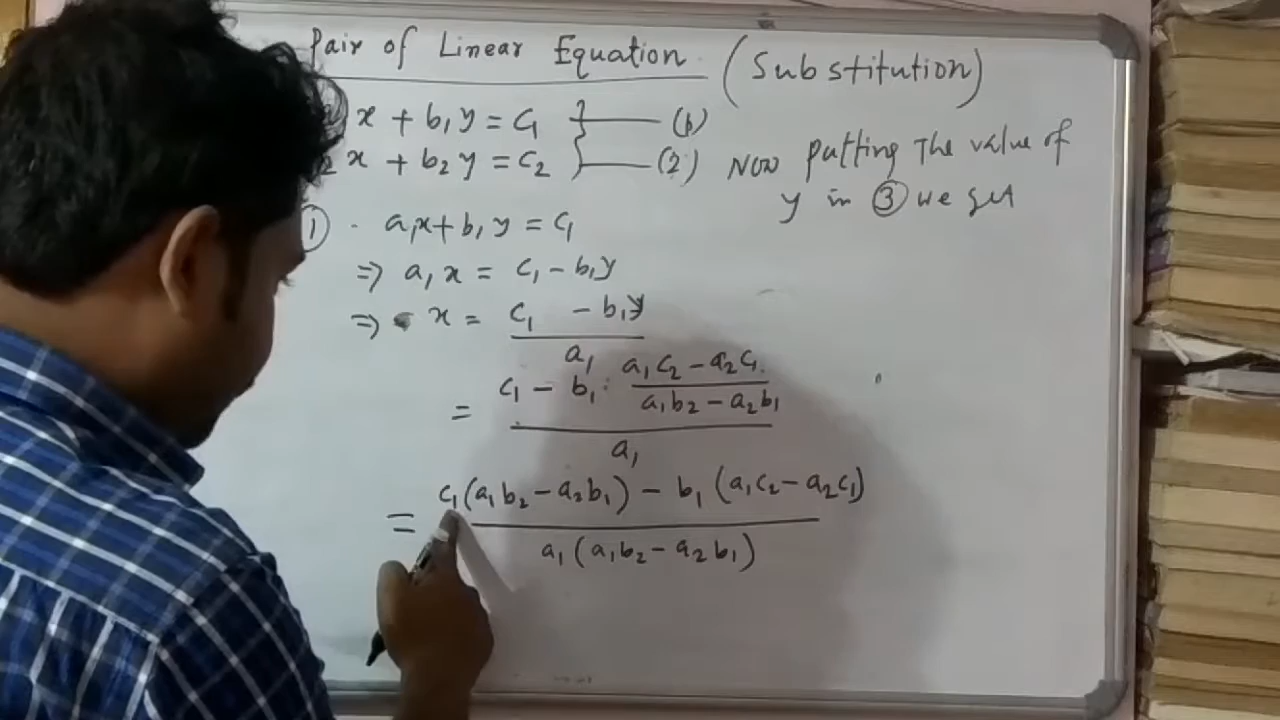 Pair of Linear Equation (Substitution)
x + b₁y = c₁ (1)
2 x + b₂y = c₂ (2)
① a₁x + b₁y = c₁
⇒ a₁x = c₁ - b₁y
⇒ x = c₁ - b₁y / a₁
= c₁ - b₁ · a₁c₂ - a₂c₁ / a₁b₂ - a₂b₁ / a₁
= c₁(a₁b₂ - a₂b₁) - b₁(a₁c₂ - a₂c₁) / a₁(a₁b₂ - a₂b₁)
Now putting The value of
y in ③ we get